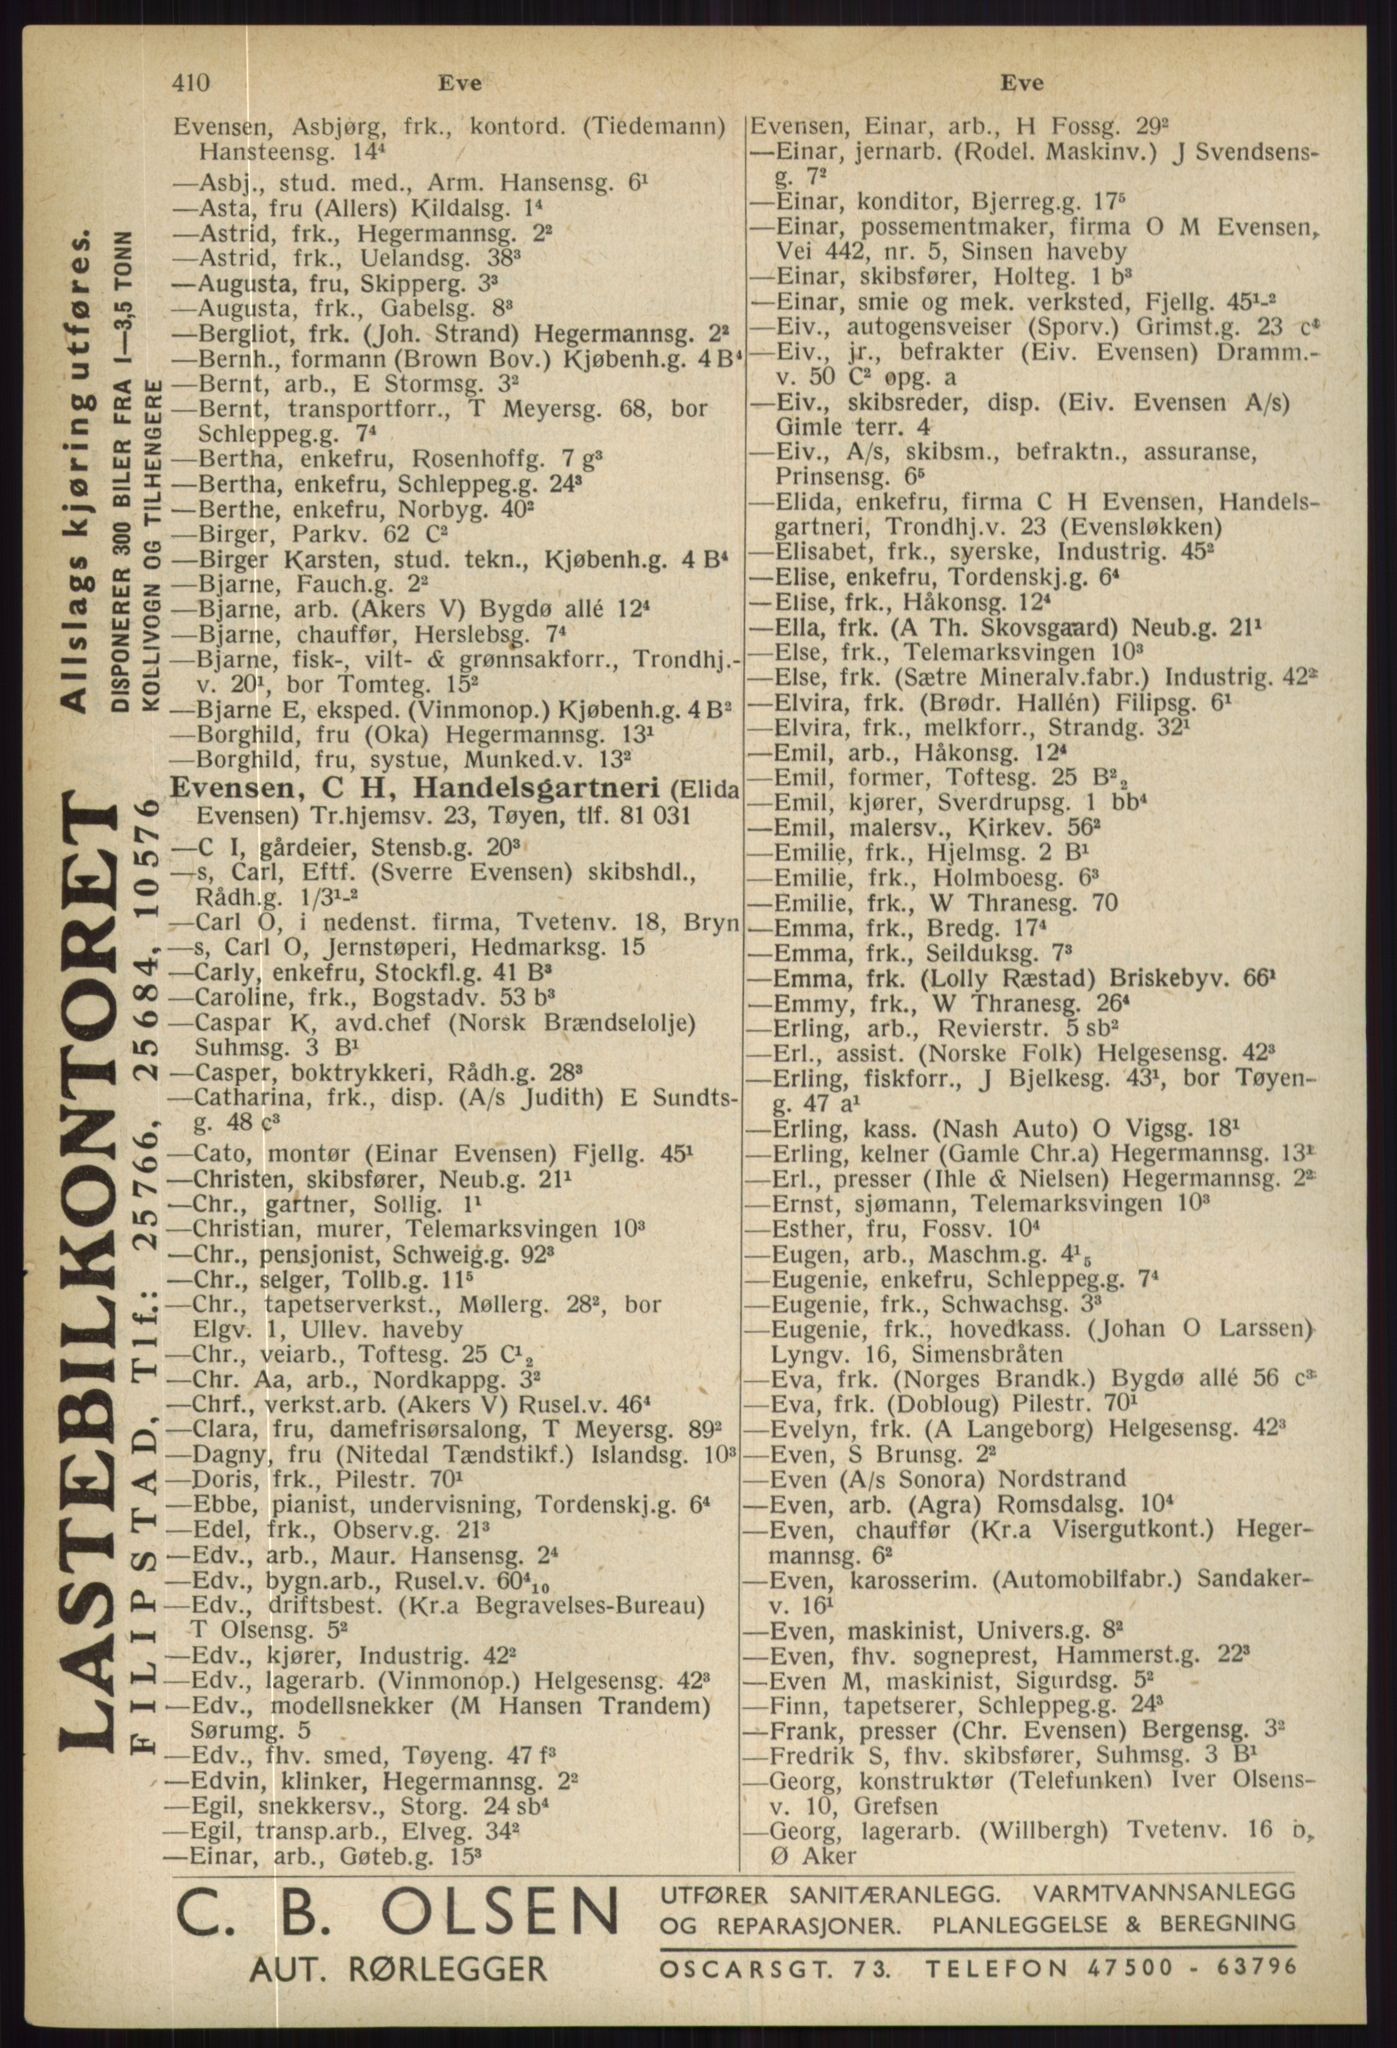 410 Eve Eve
Evensen, Asbjørg, frk., kontord. (Tiedemann)
Hansteensg. 14⁴
—Asbj., stud. med., Arm. Hansensg. 6¹
—Asta, fru (Allers) Kildalsg. 1⁴
—Astrid, frk., Hegermannsg. 2²
—Astrid, frk., Uelandsg. 38³
—Augusta, fru, Skipperg. 3³
—Augusta, frk., Gabelsg. 8³
—Bergliot, frk. (Joh. Strand) Hegermannsg. 2²
—Bernh., formann (Brown Bov.) Kjøbenh.g. 4 B⁴
—Bernt, arb., E Stormsg. 3²
—Bernt, transportforr., T Meyersg. 68, bor
Schleppeg.g. 7⁴
—Bertha, enkefru, Rosenhoffg. 7 g³
—Bertha, enkefru, Schleppeg.g. 24³
—Berthe, enkefru, Norbyg. 40²
—Birger, Parkv. 62 C²
—Birger Karsten, stud. tekn., Kjøbenh.g. 4 B⁴
—Bjarne, Fauch.g. 2²
—Bjarne, arb. (Akers V) Bygdø allé 12⁴
—Bjarne, chauffør, Herslebsg. 7⁴
—Bjarne, fisk-, vilt- & grønnsakforr., Trondhj.-
v. 20¹, bor Tomteg. 15²
—Bjarne E, eksped. (Vinmonop.) Kjøbenh.g. 4 B²
—Borghild, fru (Oka) Hegermannsg. 13¹
—Borghild, fru, systue, Munked.v. 13²
Evensen, C H, Handelsgartneri (Elida
Evensen) Tr.hjemsv. 23, Tøyen, tlf. 81 031
—C I, gårdeier, Stensb.g. 20³
—s, Carl, Eftf. (Sverre Evensen) skibshdl.,
Rådh.g. 1/3¹-²
—Carl O, i nedenst. firma, Tvetenv. 18, Bryn
—s, Carl O, Jernstøperi, Hedmarksg. 15
—Carly, enkefru, Stockfl.g. 41 B³
—Caroline, frk., Bogstadv. 53 b³
—Caspar K, avd.chef (Norsk Brændselolje)
Suhmsg. 3 B¹
—Casper, boktrykkeri, Rådh.g. 28³
—Catharina, frk., disp. (A/s Judith) E Sundts-
g. 48 c³
—Cato, montør (Einar Evensen) Fjellg. 45¹
—Christen, skibsfører, Neub.g. 21¹
—Chr., gartner, Sollig. 1¹
—Christian, murer, Telemarksvingen 10³
—Chr., pensjonist, Schweig.g. 92³
—Chr., selger, Tollb.g. 11⁵
—Chr., tapetserverkst., Møllerg. 28², bor
Elgv. 1, Ullev. haveby
—Chr., veiarb., Toftesg. 25 C¹₂
—Chr. Aa, arb., Nordkappg. 3²
—Chrf., verkst.arb. (Akers V) Rusel.v. 46⁴
—Clara, fru, damefrisørsalong, T Meyersg. 89²
—Dagny, fru (Nitedal Tændstikf.) Islandsg. 10³
—Doris, frk., Pilestr. 70¹
—Ebbe, pianist, undervisning, Tordenskj.g. 6⁴
—Edel, frk., Observ.g. 21³
—Edv., arb., Maur. Hansensg. 2⁴
—Edv., bygn.arb., Rusel.v. 60⁴₁₀
—Edv., driftsbest. (Kr.a Begravelses-Bureau)
T Olsensg. 5²
—Edv., kjører, Industrig. 42²
—Edv., lagerarb. (Vinmonop.) Helgesensg. 42³
—Edv., modellsnekker (M Hansen Trandem)
Sørumg. 5
—Edv., fhv. smed, Tøyeng. 47 f³
—Edvin, klinker, Hegermannsg. 2²
—Egil, snekkersv., Storg. 24 sb⁴
—Egil, transp.arb., Elveg. 34²
—Einar, arb., Gøteb.g. 15³
Evensen, Einar, arb., H Fossg. 29²
—Einar, jernarb. (Rodel. Maskinv.) J Svendsens-
g. 7²
—Einar, konditor, Bjerreg.g. 17⁵
—Einar, possementmaker, firma O M Evensen,
Vei 442, nr. 5, Sinsen haveby
—Einar, skibsfører, Holteg. 1 b³
—Einar, smie og mek. verksted, Fjellg. 45¹-²
—Eiv., autogensveiser (Sporv.) Grimst.g. 23 c⁴
—Eiv., jr., befrakter (Eiv. Evensen) Dramm.-
v. 50 C² opg. a
—Eiv., skibsreder, disp. (Eiv. Evensen A/s)
Gimle terr. 4
—Eiv., A/s, skibsm., befraktn., assuranse,
Prinsensg. 6⁵
—Elida, enkefru, firma C H Evensen, Handels-
gartneri, Trondhj.v. 23 (Evensløkken)
—Elisabet, frk., syerske, Industrig. 45²
—Elise, enkefru, Tordenskj.g. 6⁴
—Elise, frk., Håkonsg. 12⁴
—Ella, frk. (A Th. Skovsgaard) Neub.g. 21¹
—Else, frk., Telemarksvingen 10³
—Else, frk. (Sætre Mineralv.fabr.) Industrig. 42²
—Elvira, frk. (Brødr. Hallén) Filipsg. 6¹
—Elvira, frk., melkforr., Strandg. 32¹
—Emil, arb., Håkonsg. 12⁴
—Emil, former, Toftesg. 25 B²₂
—Emil, kjører, Sverdrupsg. 1 bb⁴
—Emil, malersv., Kirkev. 56²
—Emilie, frk., Hjelmsg. 2 B¹
—Emilie, frk., Holmboesg. 6³
—Emilie, frk., W Thranesg. 70
—Emma, frk., Bredg. 17⁴
—Emma, frk., Seilduksg. 7³
—Emma, frk. (Lolly Ræstad) Briskebyv. 66¹
—Emmy, frk., W Thranesg. 26⁴
—Erling, arb., Revierstr. 5 sb²
—Erl., assist. (Norske Folk) Helgesensg. 42³
—Erling, fiskforr., J Bjelkesg. 43¹, bor Tøyen-
g. 47 a¹
—Erling, kass. (Nash Auto) O Vigsg. 18¹
—Erling, kelner (Gamle Chr.a) Hegermannsg. 13¹
—Erl., presser (Ihle & Nielsen) Hegermannsg. 2²
—Ernst, sjømann, Telemarksvingen 10³
—Esther, fru, Fossv. 10⁴
—Eugen, arb., Maschm.g. 4¹₅
—Eugenie, enkefru, Schleppeg.g. 7⁴
—Eugenie, frk., Schwachsg. 3³
—Eugenie, frk., hovedkass. (Johan O Larssen)
Lyngv. 16, Simensbråten
—Eva, frk. (Norges Brandk.) Bygdø allé 56 c³
—Eva, frk. (Dobloug) Pilestr. 70¹
—Evelyn, frk. (A Langeborg) Helgesensg. 42³
—Even, S Brunsg. 2²
—Even (A/s Sonora) Nordstrand
—Even, arb. (Agra) Romsdalsg. 10⁴
—Even, chauffør (Kr.a Visergutkont.) Heger-
mannsg. 6²
—Even, karosserim. (Automobilfabr.) Sandaker-
v. 16¹
—Even, maskinist, Univers.g. 8²
—Even, fhv. sogneprest, Hammerst.g. 22³
—Even M, maskinist, Sigurdsg. 5²
—Finn, tapetserer, Schleppeg.g. 24³
—Frank, presser (Chr. Evensen) Bergensg. 3²
—Fredrik S, fhv. skibsfører, Suhmsg. 3 B¹
—Georg, konstruktør (Telefunken) Iver Olsens-
v. 10, Grefsen
—Georg, lagerarb. (Willbergh) Tvetenv. 16 b,
Ø Aker
LASTEBILKONTORET
FILIPSTAD, Tlf.: 25766, 25684, 10576
Allslags kjøring utføres.
DISPONERER 300 BILER FRA 1—3,5 TONN
KOLLIVOGN OG TILHENGERE
C. B. OLSEN
AUT. RØRLEGGER
UTFØRER SANITÆRANLEGG. VARMTVANNSANLEGG
OG REPARASJONER. PLANLEGGELSE & BEREGNING
OSCARSGT. 73. TELEFON 47500 - 63796